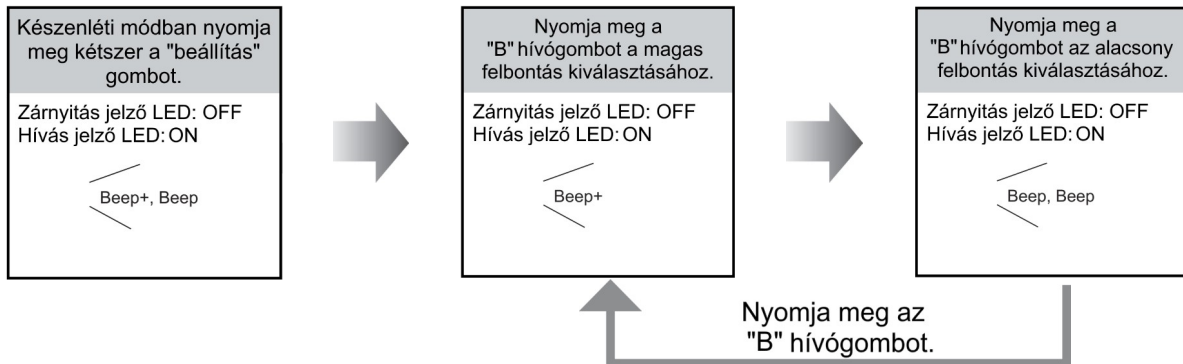 Készenléti módban nyomja
meg kétszer a "beállítás"
gombot.
Zárnyitás jelző LED: OFF
Hívás jelző LED: ON
Beep+, Beep
Nyomja meg a
"B" hívógombot a magas
felbontás kiválasztásához.
Zárnyitás jelző LED: OFF
Hívás jelző LED: ON
Beep+
Nyomja meg a
"B" hívógombot az alacsony
felbontás kiválasztásához.
Zárnyitás jelző LED: OFF
Hívás jelző LED: ON
Beep, Beep
Nyomja meg az
"B" hívógombot.